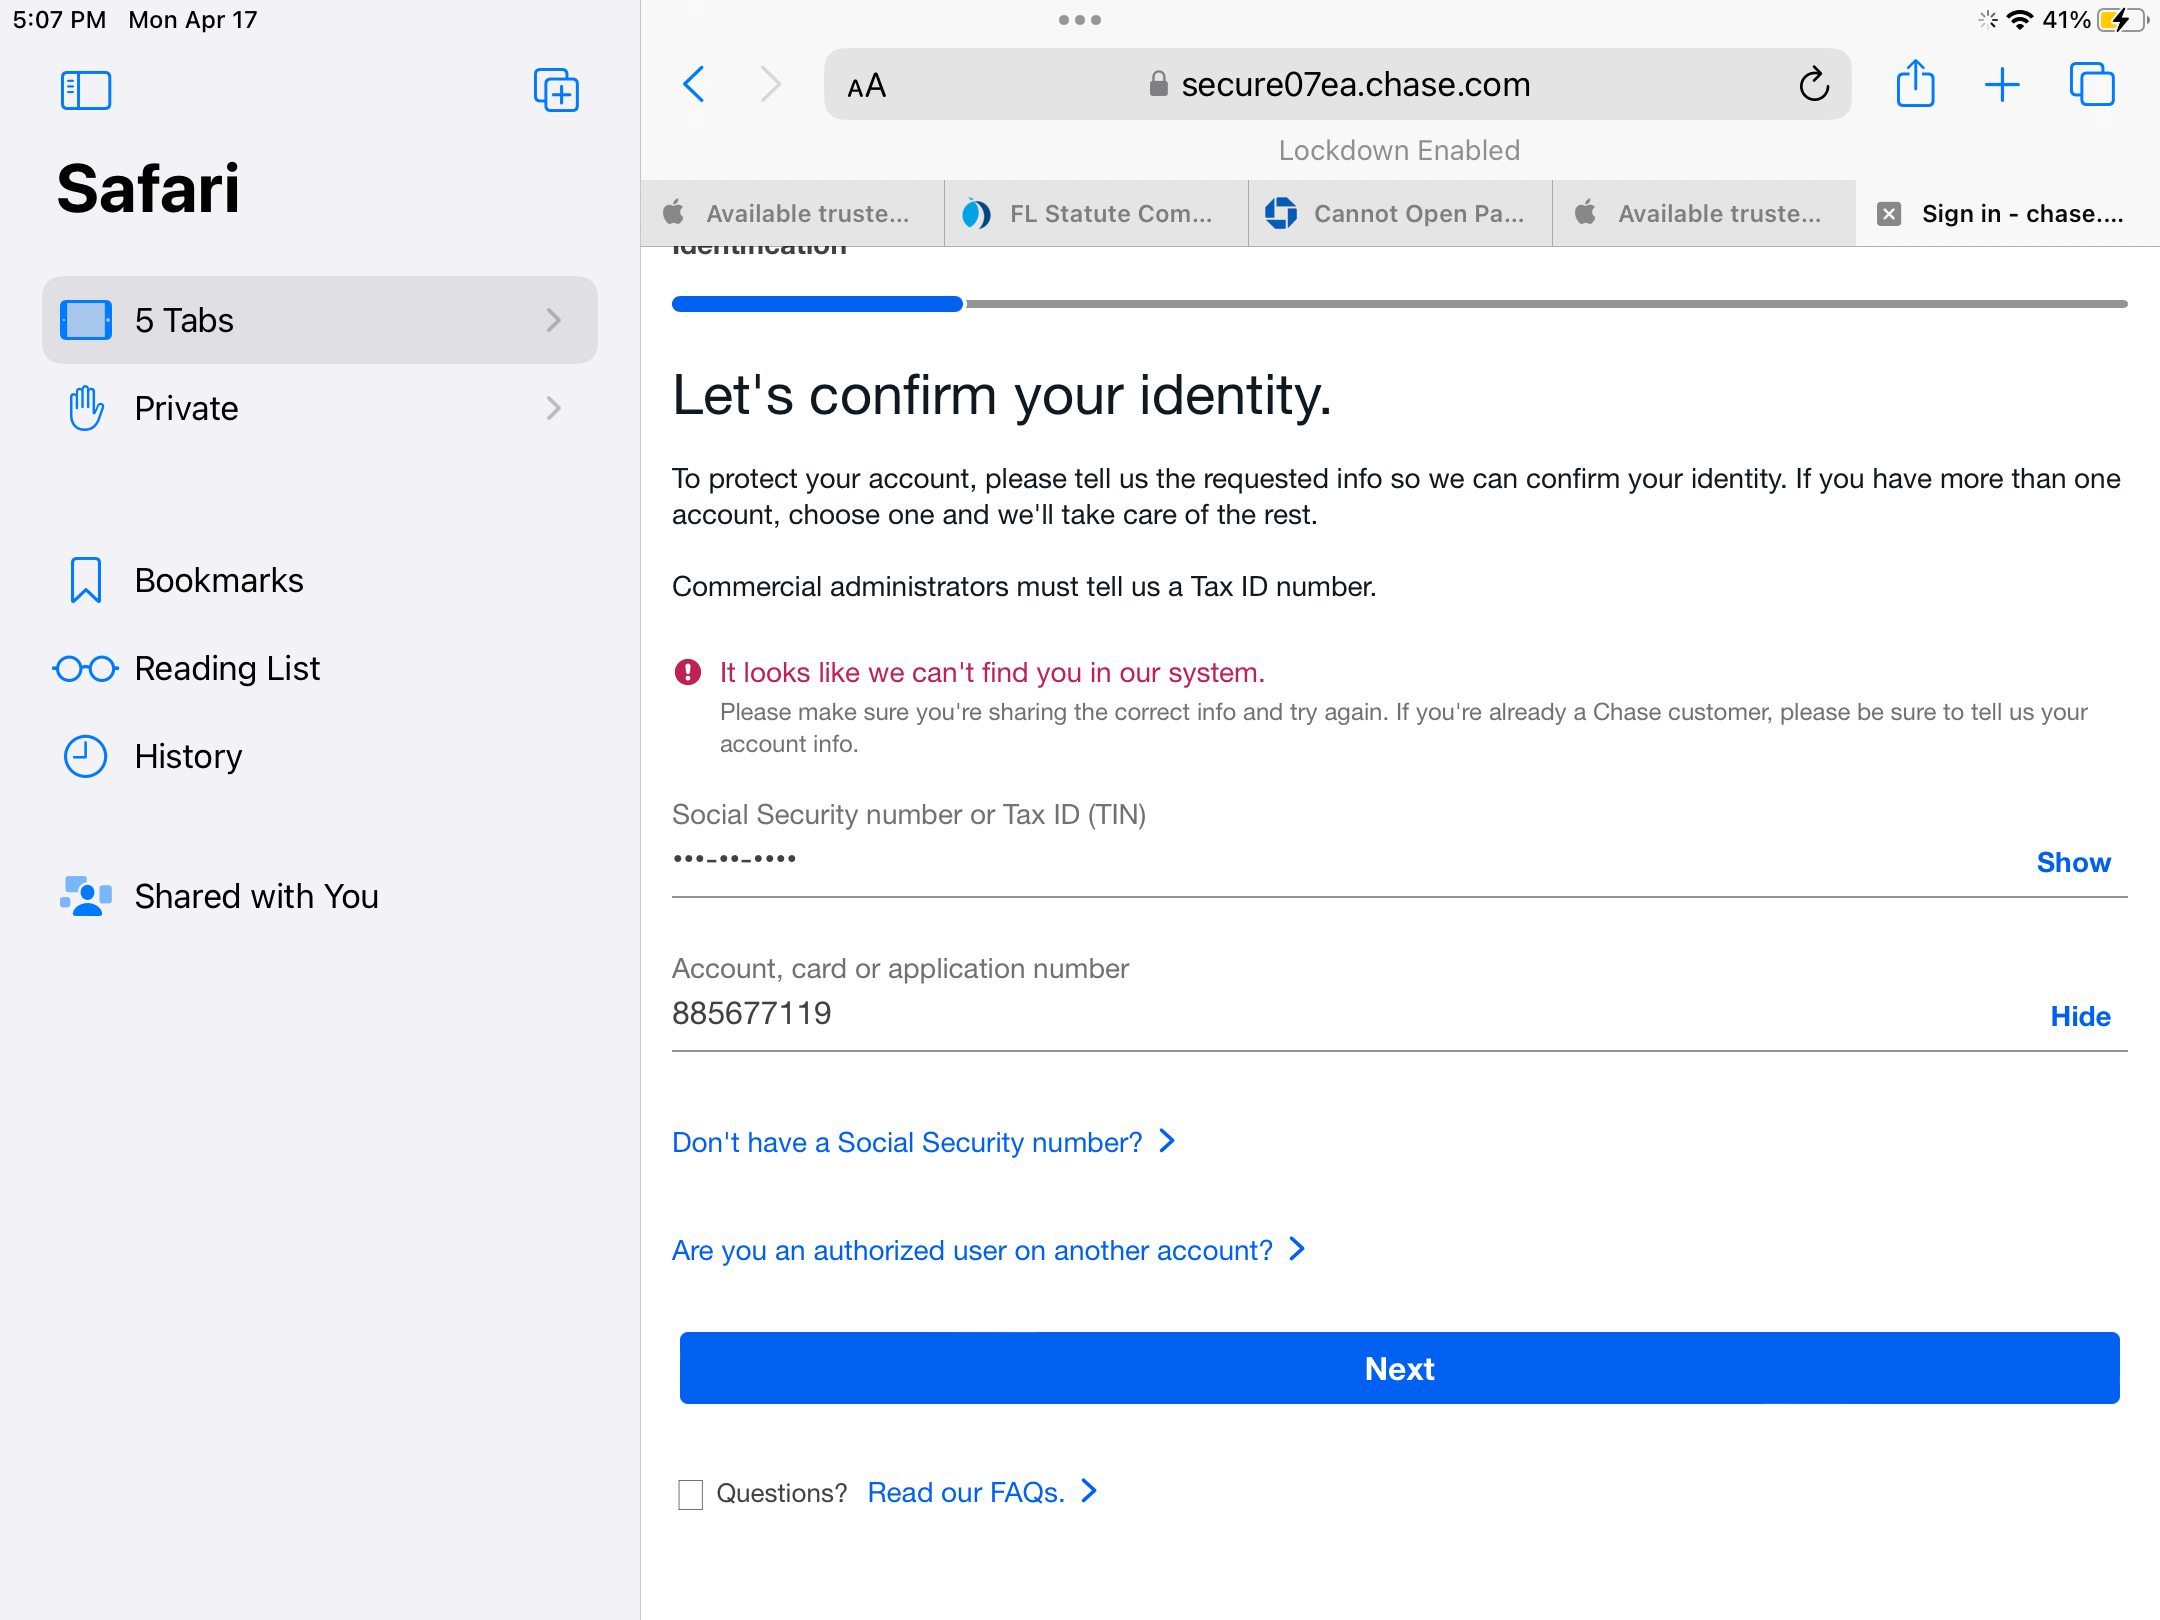 5:07 PM Mon Apr 17
41%
Safari
5 Tabs
Private
Bookmarks
Reading List
History
Shared with You
AA
secure07ea.chase.com
Lockdown Enabled
Available truste...
FL Statute Com...
Cannot Open Pa...
Available truste...
Sign in - chase....
Identification
Let's confirm your identity.
To protect your account, please tell us the requested info so we can confirm your identity. If you have more than one
account, choose one and we'll take care of the rest.
Commercial administrators must tell us a Tax ID number.
It looks like we can't find you in our system.
Please make sure you're sharing the correct info and try again. If you're already a Chase customer, please be sure to tell us your
account info.
Social Security number or Tax ID (TIN)
•••-••-••••
Show
Account, card or application number
885677119
Hide
Don't have a Social Security number?
Are you an authorized user on another account?
Next
Questions? Read our FAQs.